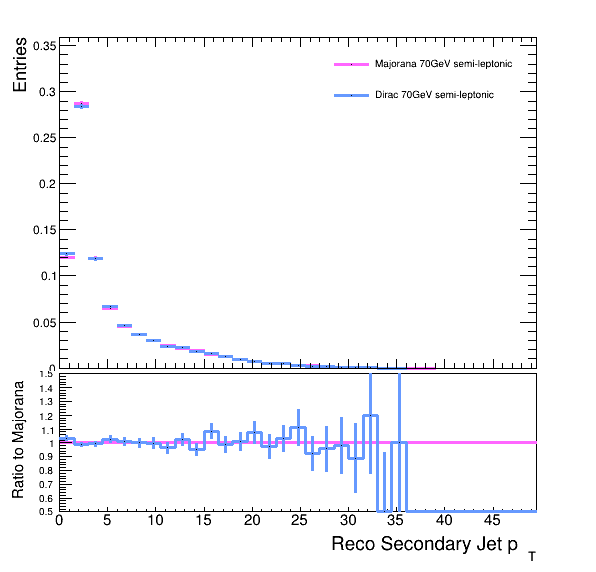 Entries
0.35
0.3
0.25
0.2
0.15
0.1
0.05
0
Majorana 70GeV semi-leptonic
Dirac 70GeV semi-leptonic
Ratio to Majorana
1.5
1.4
1.3
1.2
1.1
1
0.9
0.8
0.7
0.6
0.5
0 5 10 15 20 25 30 35 40 45
Reco Secondary Jet p
T